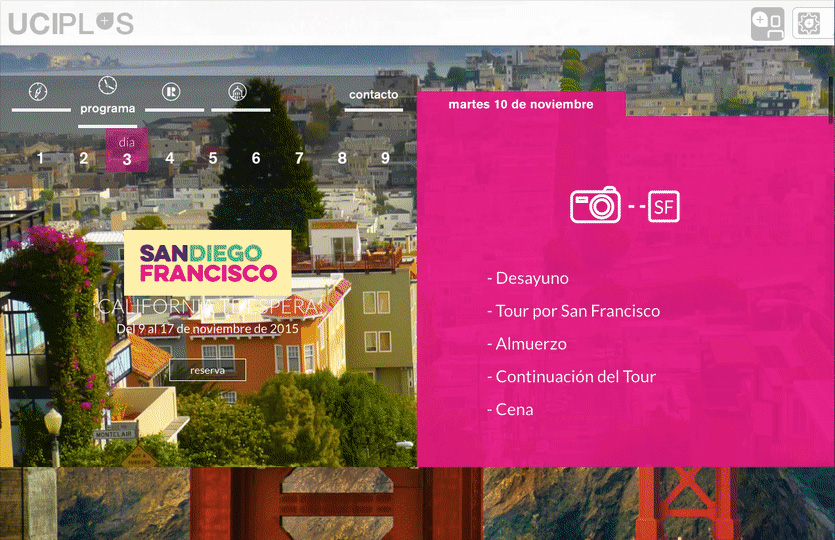 UCIPLUS
programa
contacto
martes 10 de noviembre
día
1 2 3 4 5 6 7 8 9
SF
SANDIEGO
FRANCISCO
CALIFORNIA TE ESPERA
Del 9 al 17 de noviembre de 2015
reserva
- Desayuno
- Tour por San Francisco
- Almuerzo
- Continuación del Tour
- Cena
MONTCLAIR